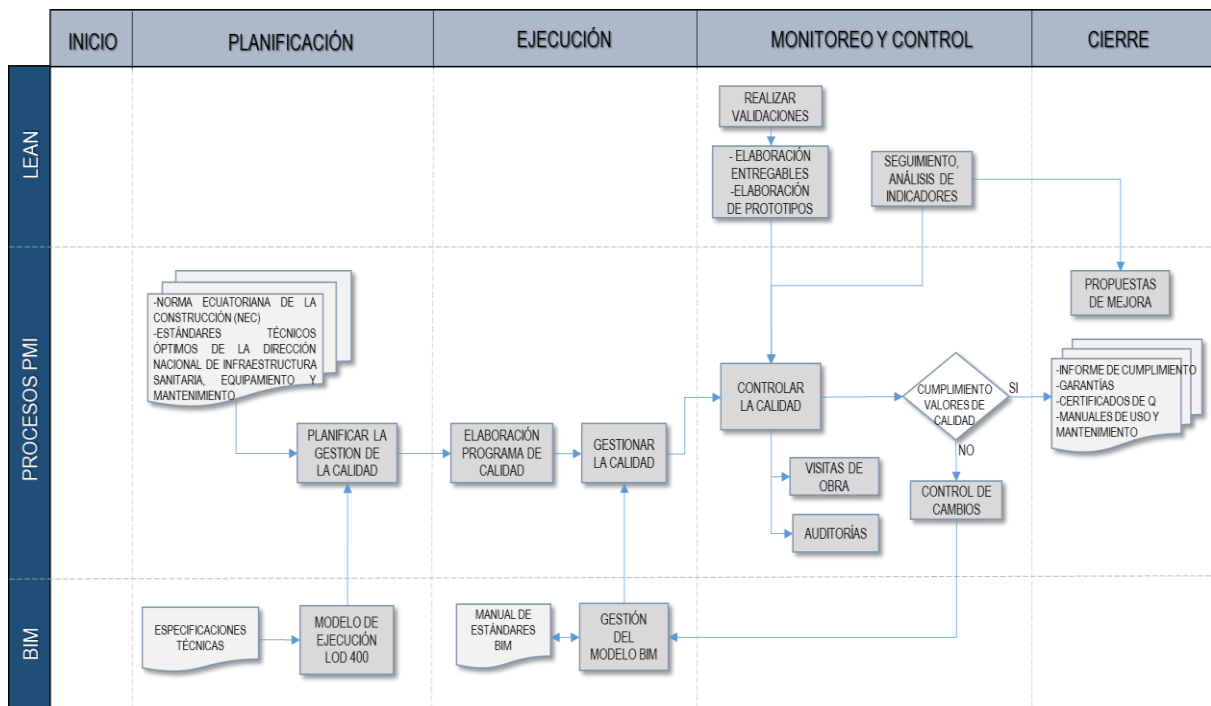 INICIO
PLANIFICACIÓN
EJECUCIÓN
MONITOREO Y CONTROL
CIERRE
LEAN
REALIZAR
VALIDACIONES
- ELABORACIÓN
ENTREGABLES
-ELABORACIÓN
DE PROTOTIPOS
SEGUIMIENTO,
ANÁLISIS DE
INDICADORES
PROCESOS PMI
-NORMA ECUATORIANA DE LA
CONSTRUCCIÓN (NEC)
-ESTÁNDARES TÉCNICOS
ÓPTIMOS DE LA DIRECCIÓN
NACIONAL DE INFRAESTRUCTURA
SANITARIA, EQUIPAMIENTO Y
MANTENIMIENTO
PLANIFICAR LA
GESTION DE
LA CALIDAD
ELABORACIÓN
PROGRAMA DE
CALIDAD
GESTIONAR
LA CALIDAD
CONTROLAR
LA CALIDAD
VISITAS DE
OBRA
AUDITORÍAS
CUMPLIMIENTO
VALORES DE
CALIDAD
SI
NO
CONTROL DE
CAMBIOS
PROPUESTAS
DE MEJORA
-INFORME DE CUMPLIMIENTO
-GARANTÍAS
-CERTIFICADOS DE Q
-MANUALES DE USO Y
MANTENIMIENTO
BIM
ESPECIFICACIONES
TÉCNICAS
MODELO DE
EJECUCIÓN
LOD 400
MANUAL DE
ESTÁNDARES
BIM
GESTIÓN
DEL
MODELO BIM